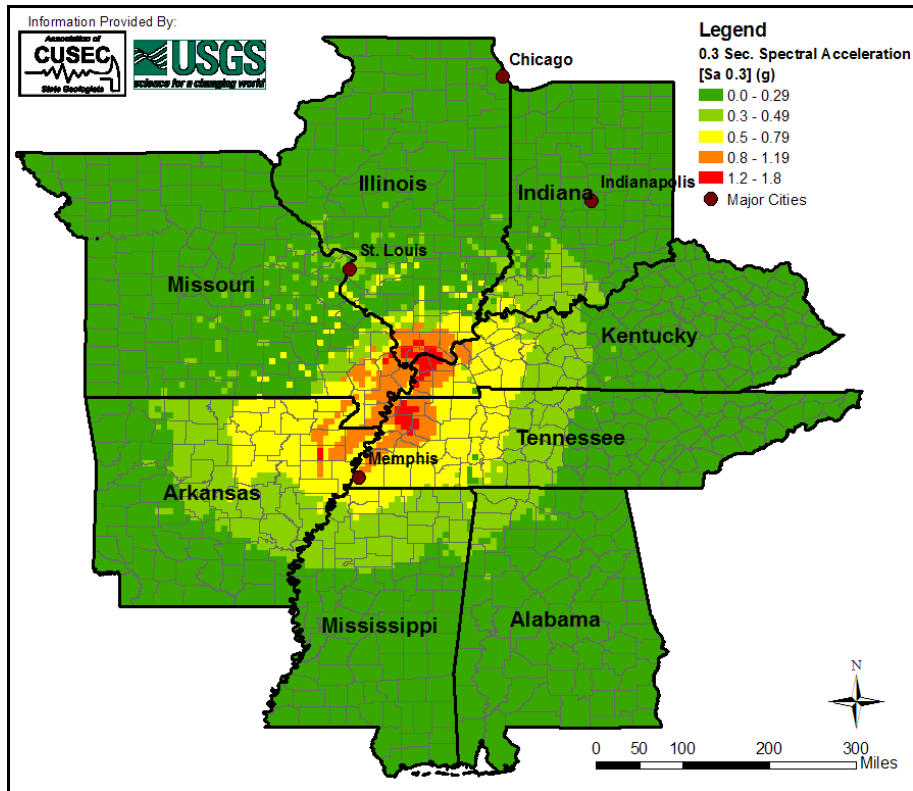 Information Provided By:
Association of
CUSEC
State Geologists
USGS
science for a changing world
Legend
0.3 Sec. Spectral Acceleration
[Sa 0.3] (g)
0.0 - 0.29
0.3 - 0.49
0.5 - 0.79
0.8 - 1.19
1.2 - 1.8
Major Cities
Chicago
Illinois
Indiana
Indianapolis
St. Louis
Missouri
Kentucky
Tennessee
Memphis
Arkansas
Mississippi
Alabama
N
0 50 100 200 300
Miles